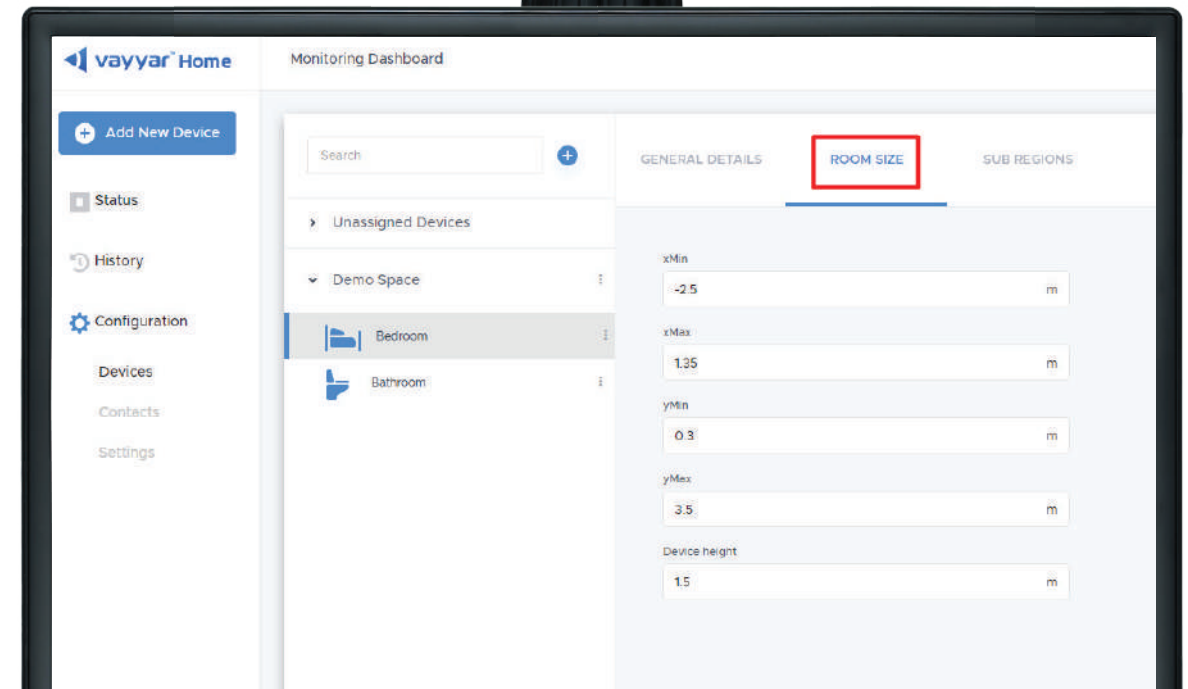 vayyar™ Home
Monitoring Dashboard
Add New Device
Status
History
Configuration
Devices
Contacts
Settings
Search
Unassigned Devices
Demo Space
Bedroom
Bathroom
GENERAL DETAILS
ROOM SIZE
SUB REGIONS
xMin
-2.5 m
xMax
1.35 m
yMin
0.3 m
yMax
3.5 m
Device height
1.5 m